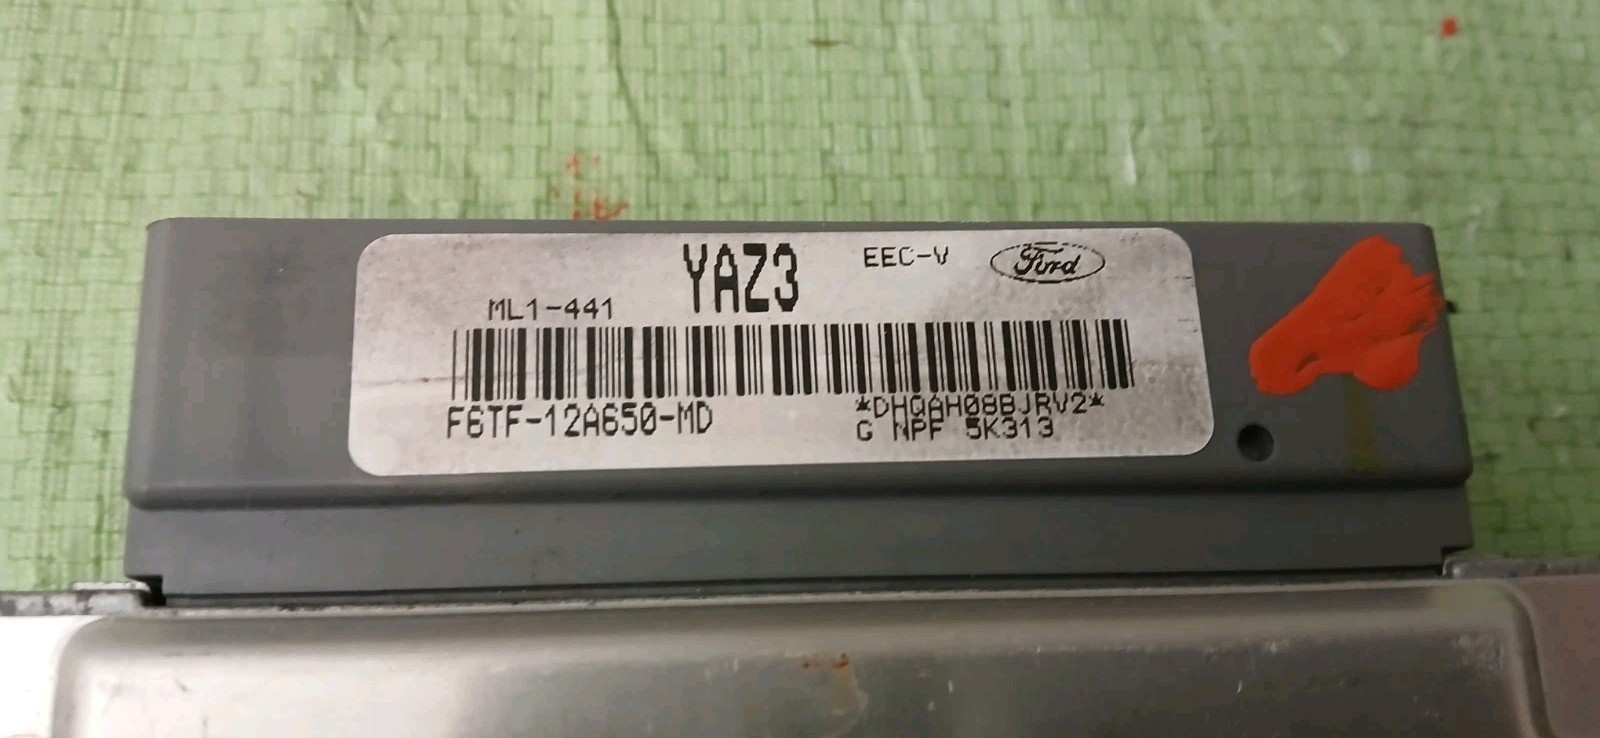 YAZ3 EEC-V Ford
ML1-441
F6TF-12A650-MD *DHQAH08BJRV2*
G NPF 5K313